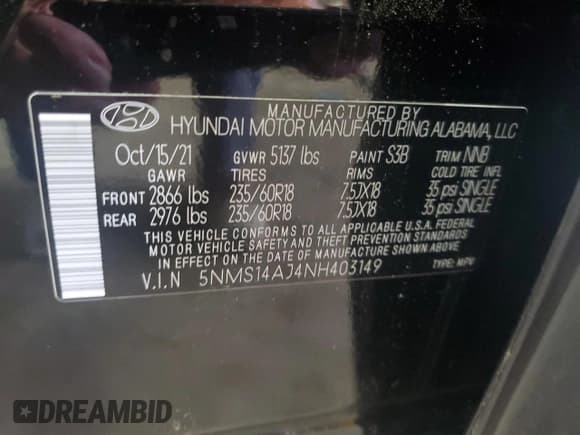 MANUFACTURED BY
HYUNDAI MOTOR MANUFACTURING ALABAMA, LLC
Oct/15/21 GVWR 5137 lbs PAINT S3B TRIM NNB
GAWR TIRES RIMS COLD TIRE INFL
FRONT 2866 lbs 235/60R18 7.5JX18 35 psi SINGLE
REAR 2976 lbs 235/60R18 7.5JX18 35 psi SINGLE
THIS VEHICLE CONFORMS TO ALL APPLICABLE U.S.A. FEDERAL
MOTOR VEHICLE SAFETY AND THEFT PREVENTION STANDARDS
IN EFFECT ON THE DATE OF MANUFACTURE SHOWN ABOVE.
V.I.N 5NMS14AJ4NH403149 TYPE: MPV
DREAMBID